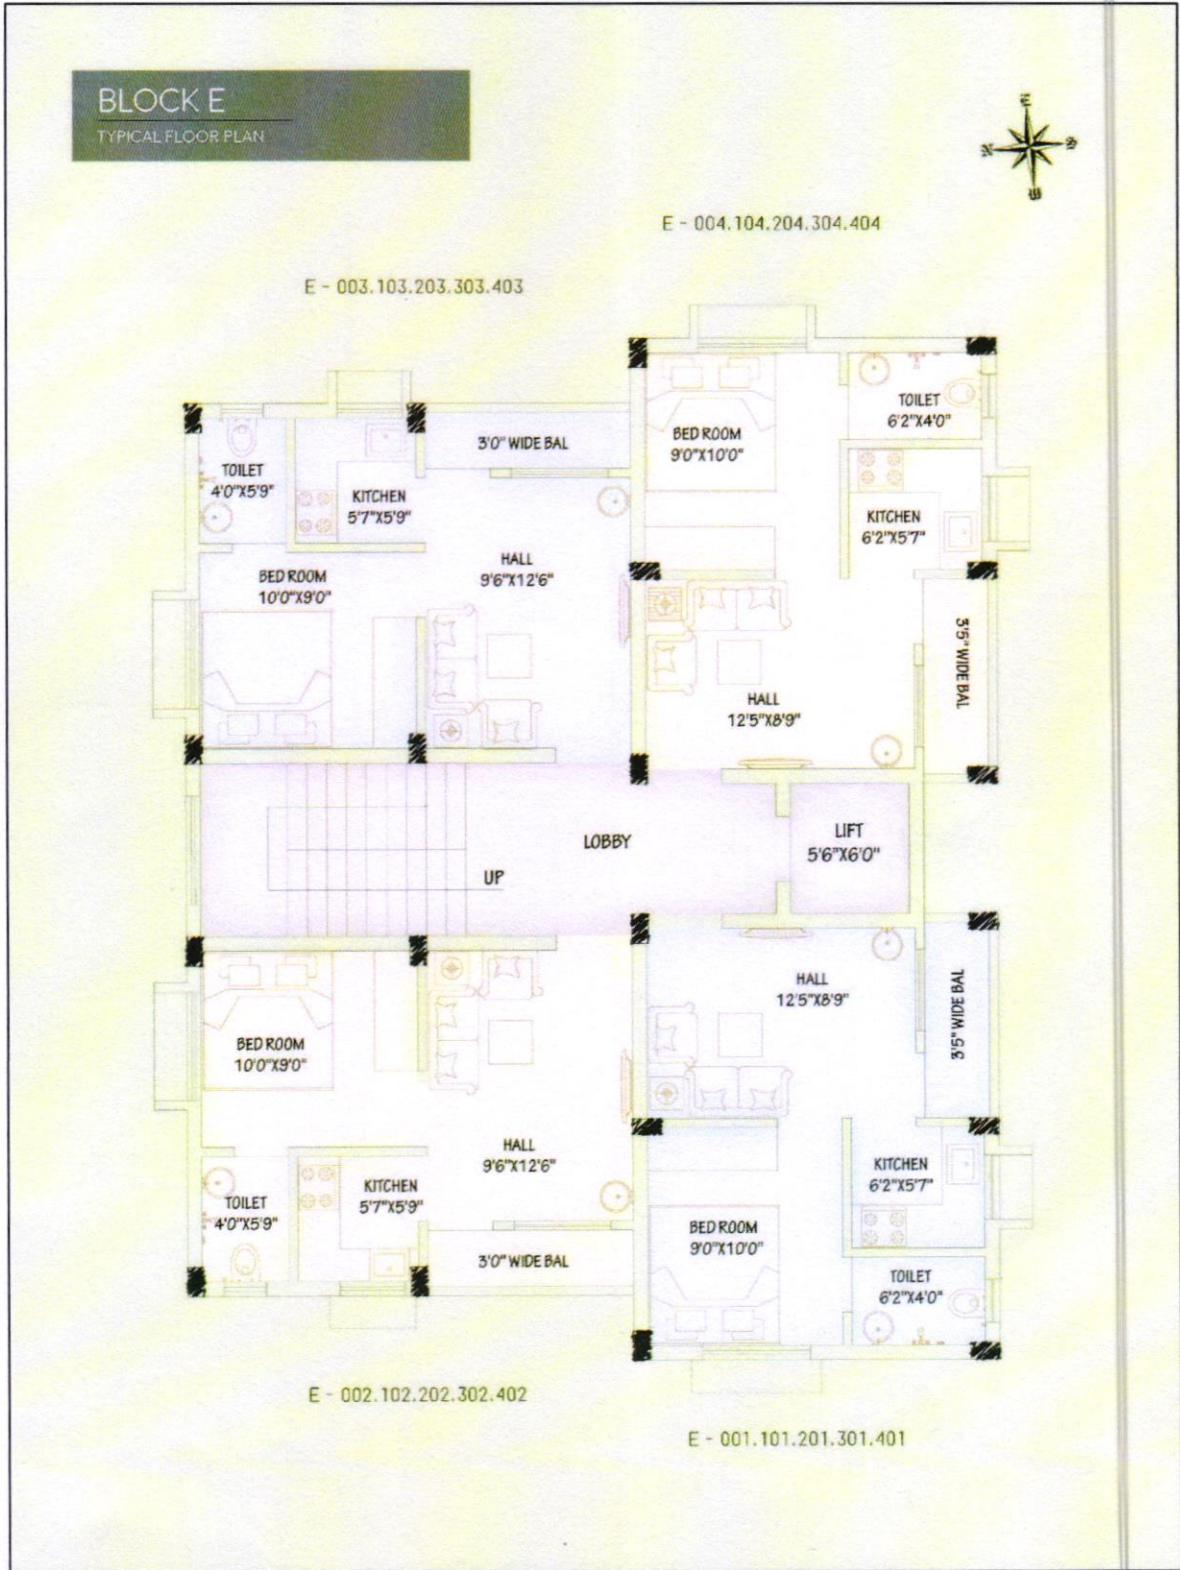 BLOCK E
TYPICAL FLOOR PLAN
E
N
S
W
E - 004.104.204.304.404
E - 003.103.203.303.403
TOILET
4'0"X5'9"
KITCHEN
5'7"X5'9"
3'0" WIDE BAL
BED ROOM
10'0"X9'0"
HALL
9'6"X12'6"
BED ROOM
9'0"X10'0"
TOILET
6'2"X4'0"
KITCHEN
6'2"X5'7"
3'5" WIDE BAL
HALL
12'5"X8'9"
LOBBY
LIFT
5'6"X6'0"
UP
BED ROOM
10'0"X9'0"
HALL
9'6"X12'6"
TOILET
4'0"X5'9"
KITCHEN
5'7"X5'9"
3'0" WIDE BAL
HALL
12'5"X8'9"
3'5" WIDE BAL
KITCHEN
6'2"X5'7"
BED ROOM
9'0"X10'0"
TOILET
6'2"X4'0"
E - 002.102.202.302.402
E - 001.101.201.301.401